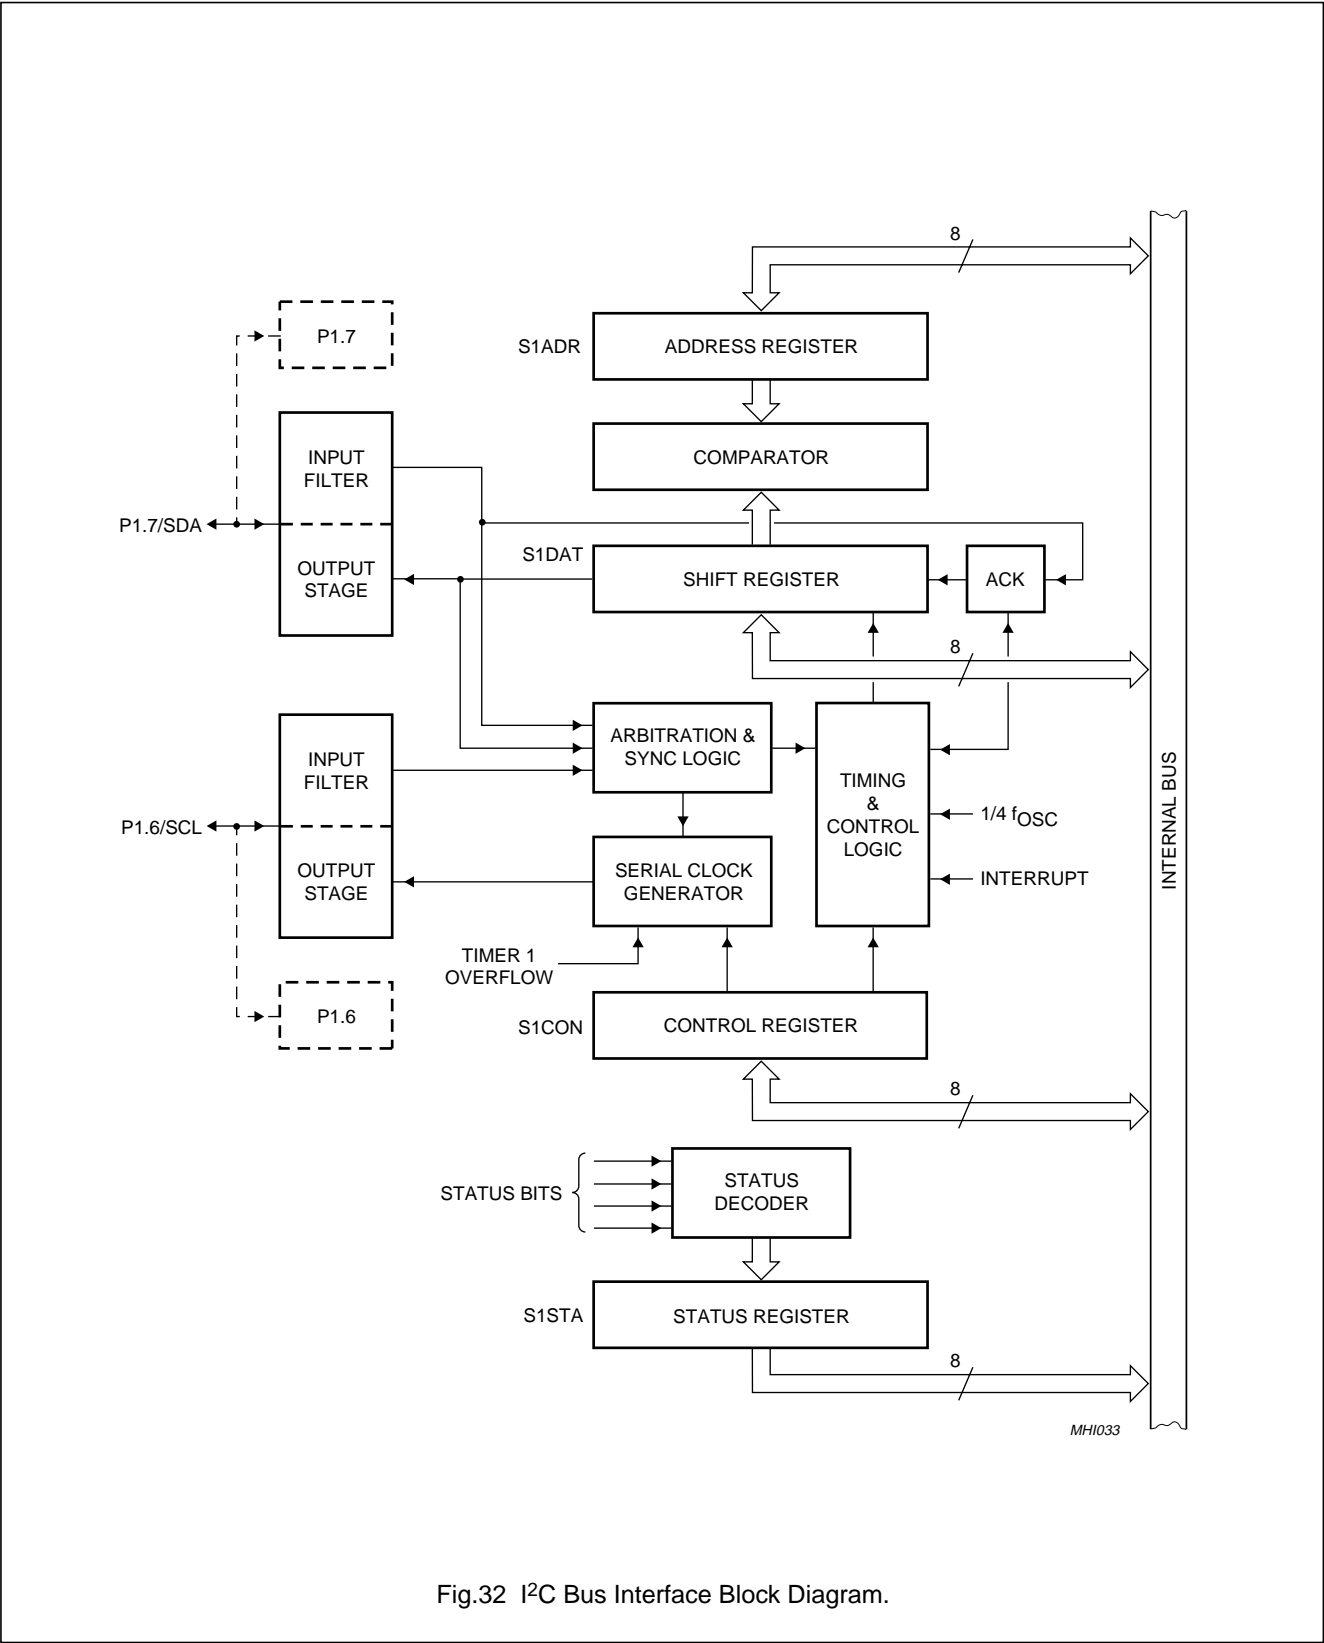 8
P1.7
S1ADR
ADDRESS REGISTER
INPUT
FILTER
COMPARATOR
P1.7/SDA
OUTPUT
STAGE
S1DAT
SHIFT REGISTER
ACK
8
INPUT
FILTER
ARBITRATION &
SYNC LOGIC
TIMING
&
CONTROL
LOGIC
1/4 fOSC
INTERRUPT
INTERNAL BUS
P1.6/SCL
OUTPUT
STAGE
SERIAL CLOCK
GENERATOR
TIMER 1
OVERFLOW
P1.6
S1CON
CONTROL REGISTER
8
STATUS BITS
STATUS
DECODER
S1STA
STATUS REGISTER
8
MHI033
Fig.32 I2C Bus Interface Block Diagram.